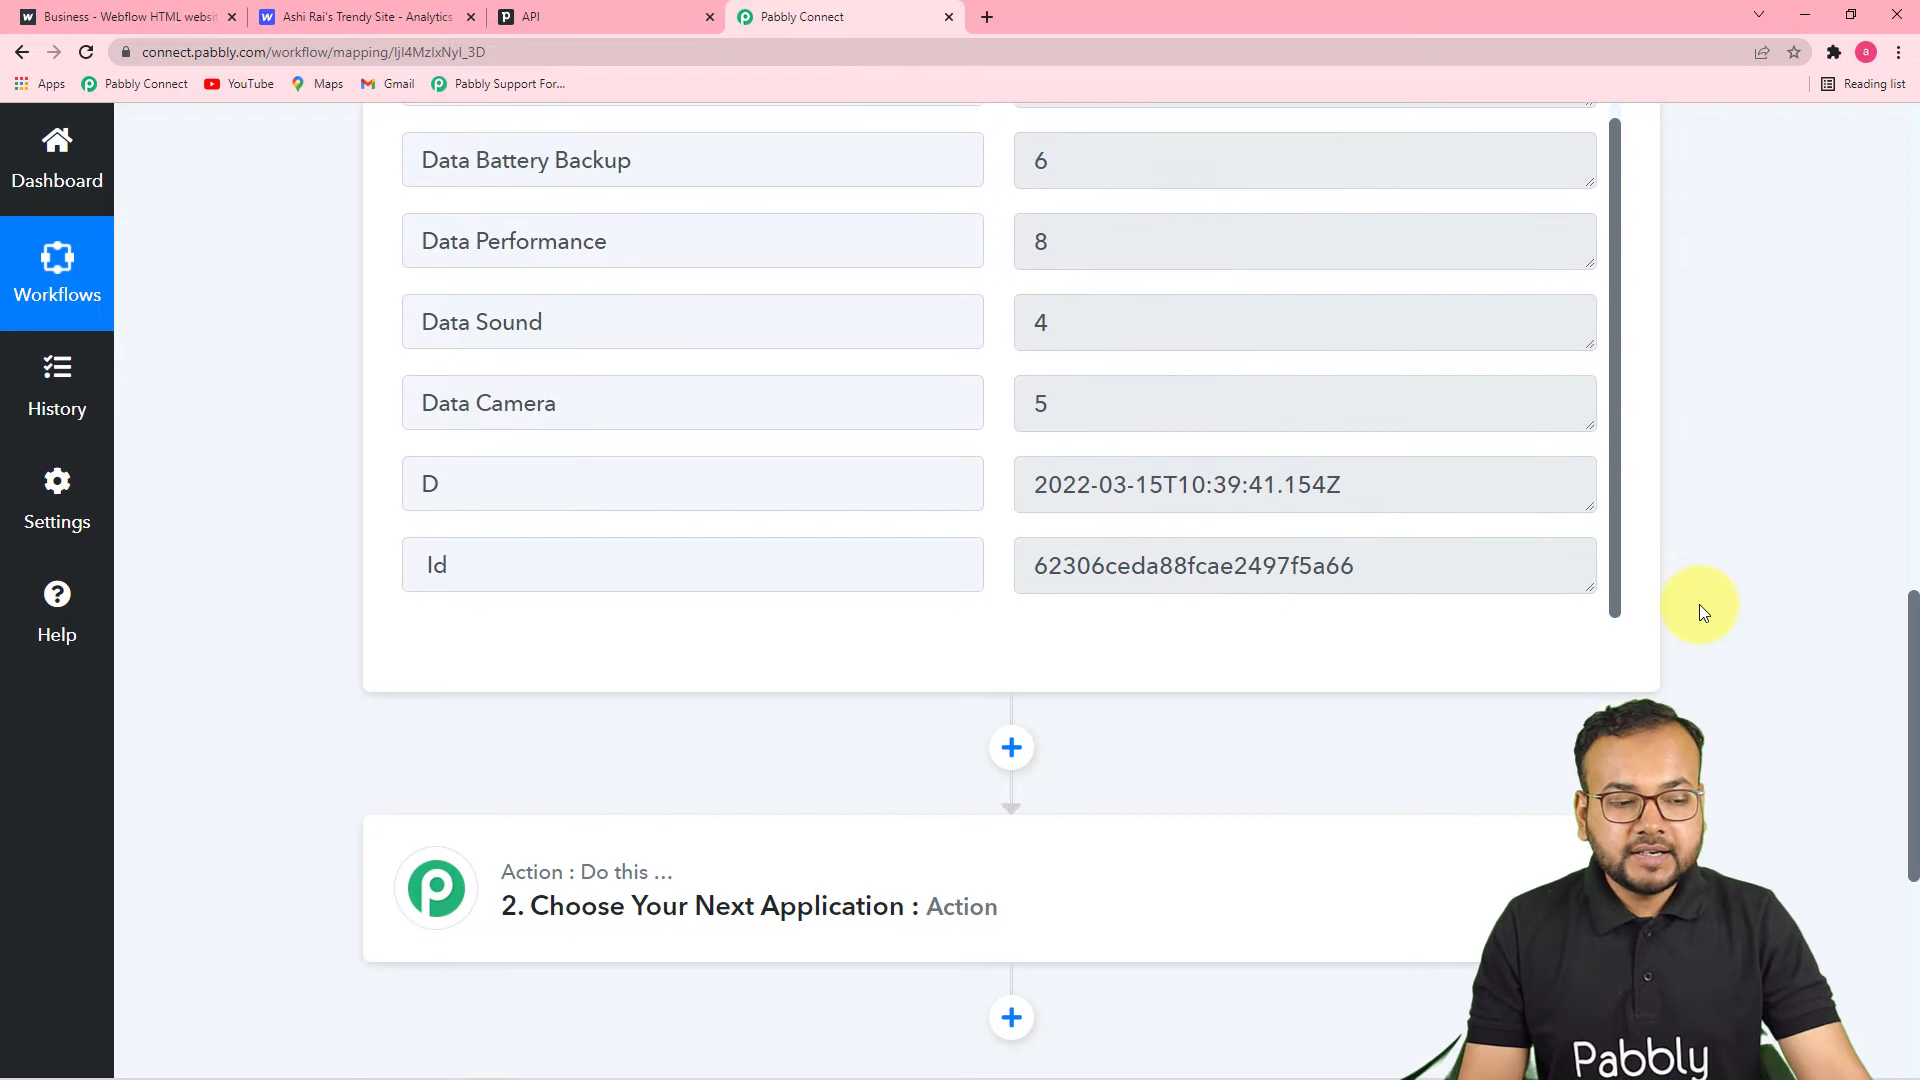 Business - Webflow HTML websi
Ashi Rai's Trendy Site - Analytics
API
Pabbly Connect
connect.pabbly.com/workflow/mapping/IjI4MzIxNyI_3D
a
Apps
Pabbly Connect
YouTube
Maps
Gmail
Pabbly Support For...
Reading list
Dashboard
Workflows
History
Settings
Help
Data Battery Backup
6
Data Performance
8
Data Sound
4
Data Camera
5
D
2022-03-15T10:39:41.154Z
Id
62306ceda88fcae2497f5a66
Action : Do this ...
2. Choose Your Next Application : Action
Pabbly